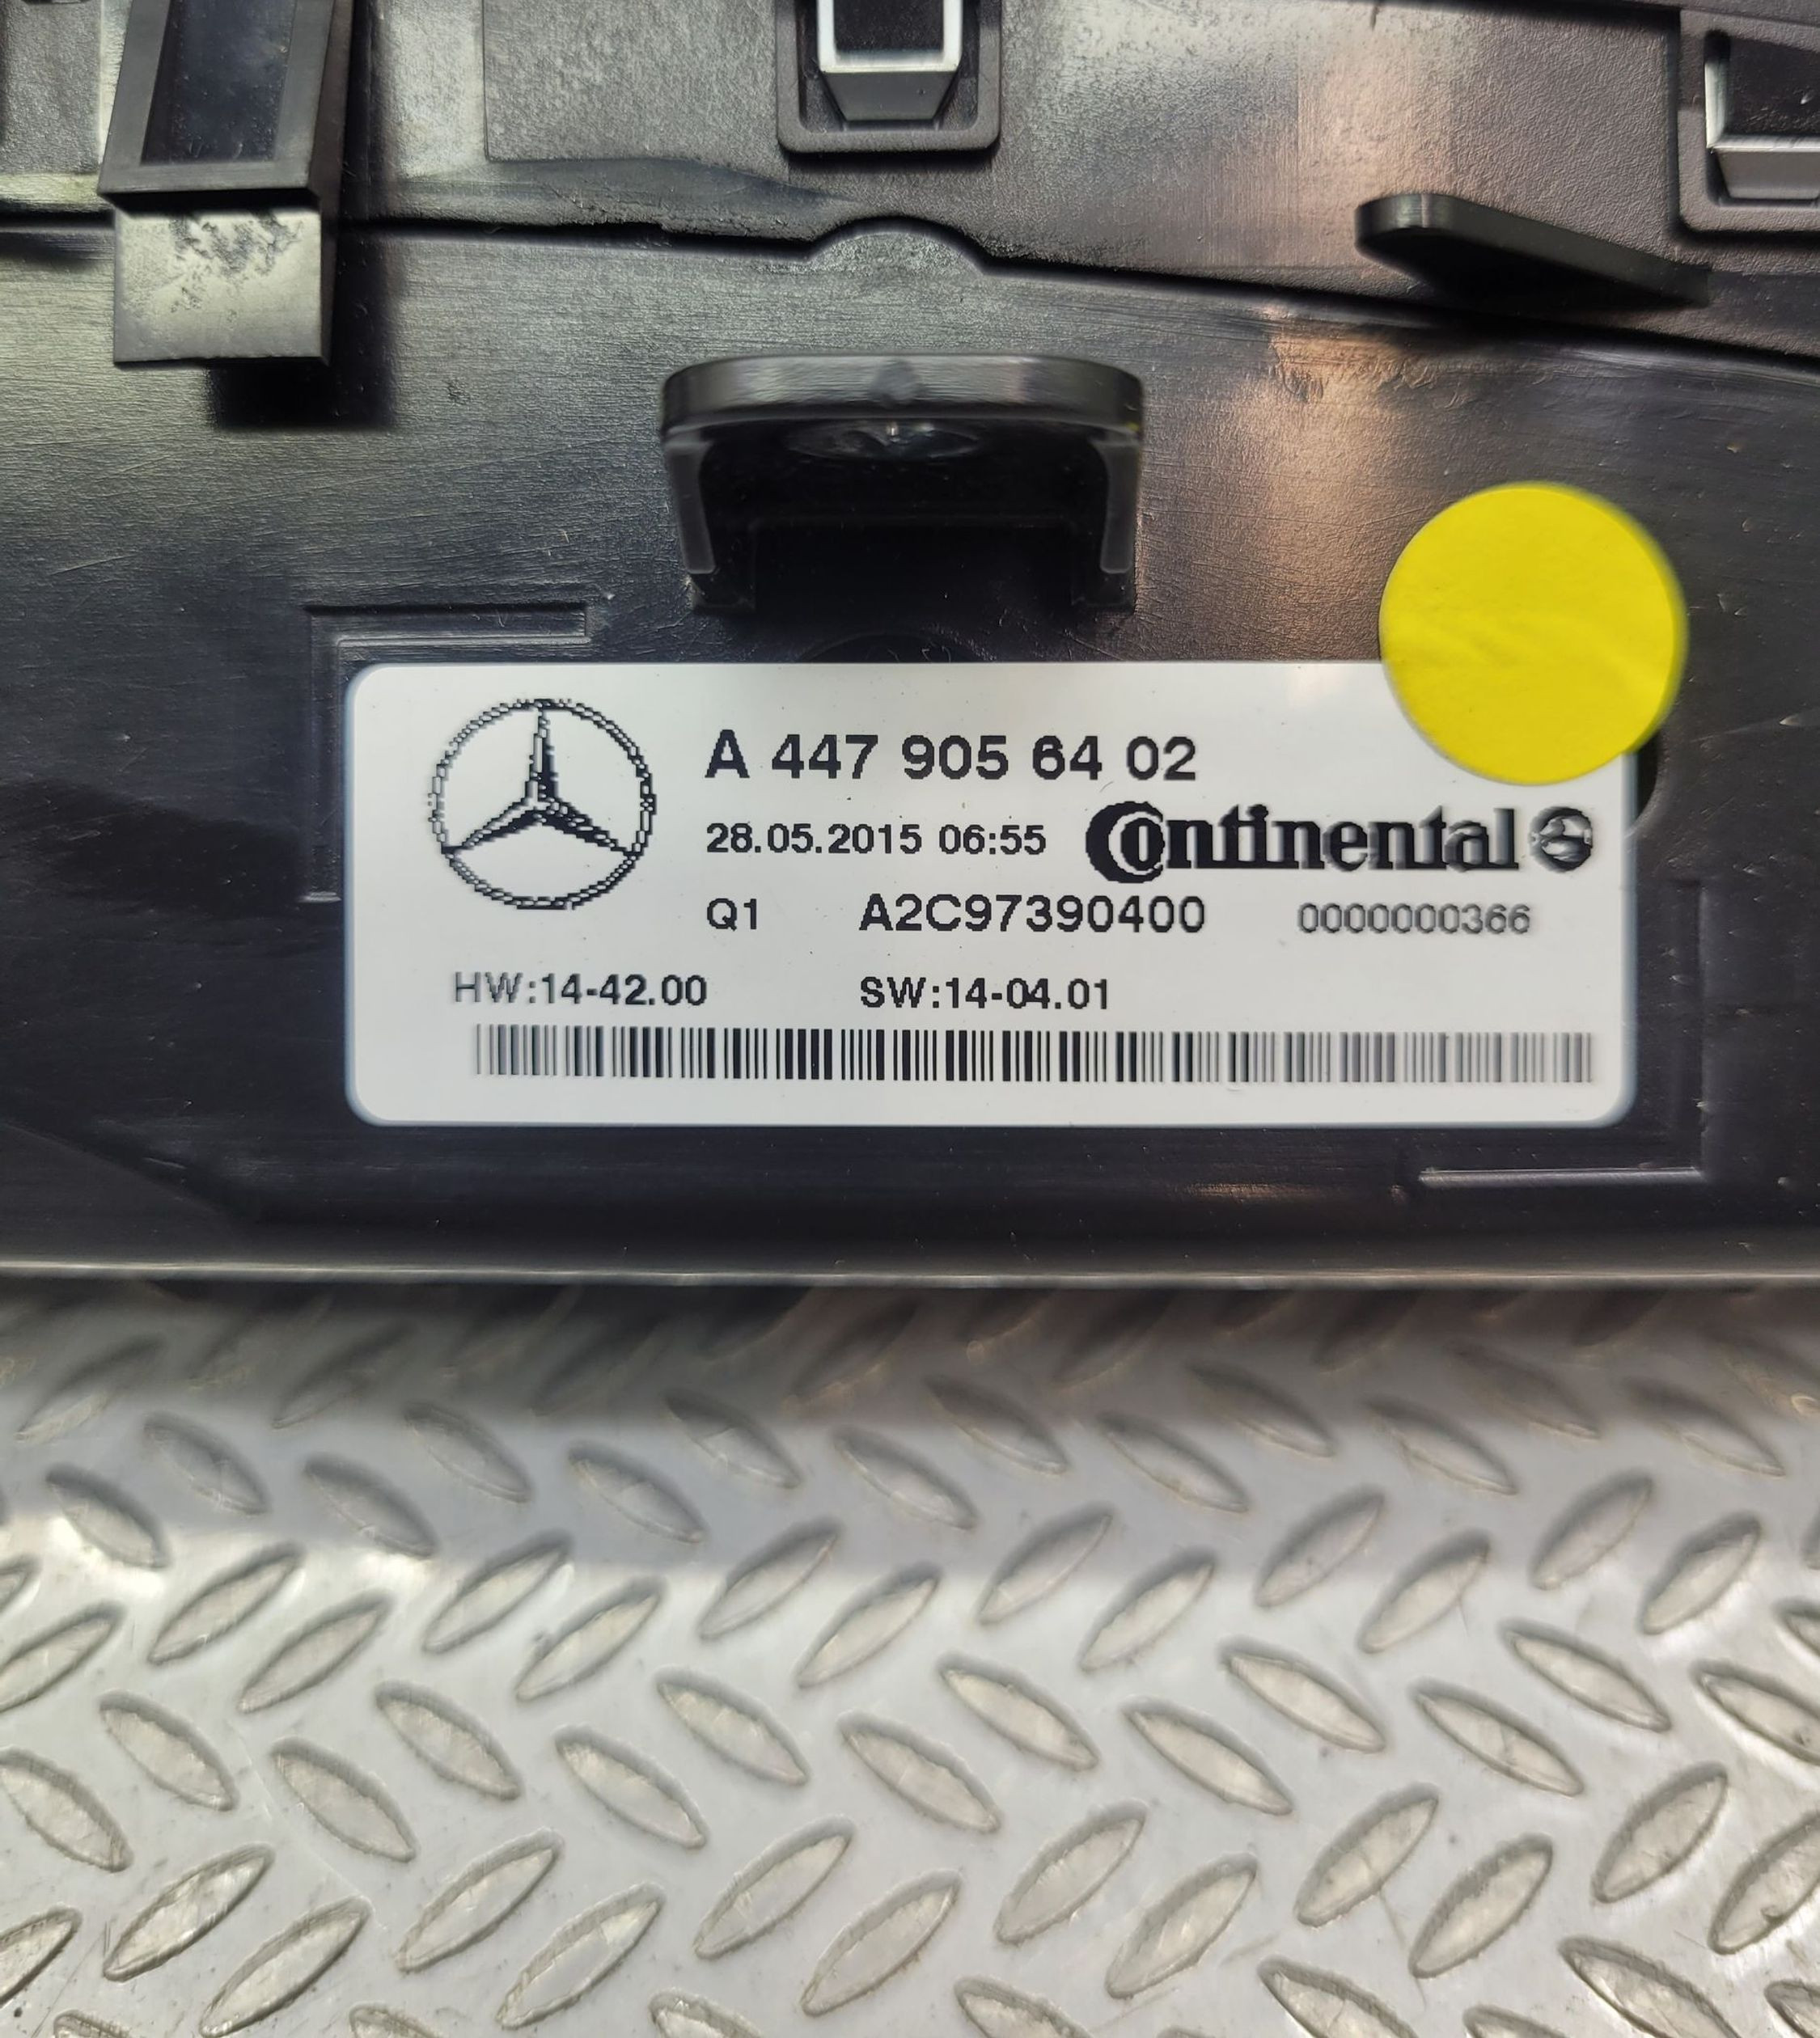 A 447 905 64 02
28.05.2015 06:55 Continental
Q1 A2C97390400 0000000366
HW:14-42.00 SW:14-04.01